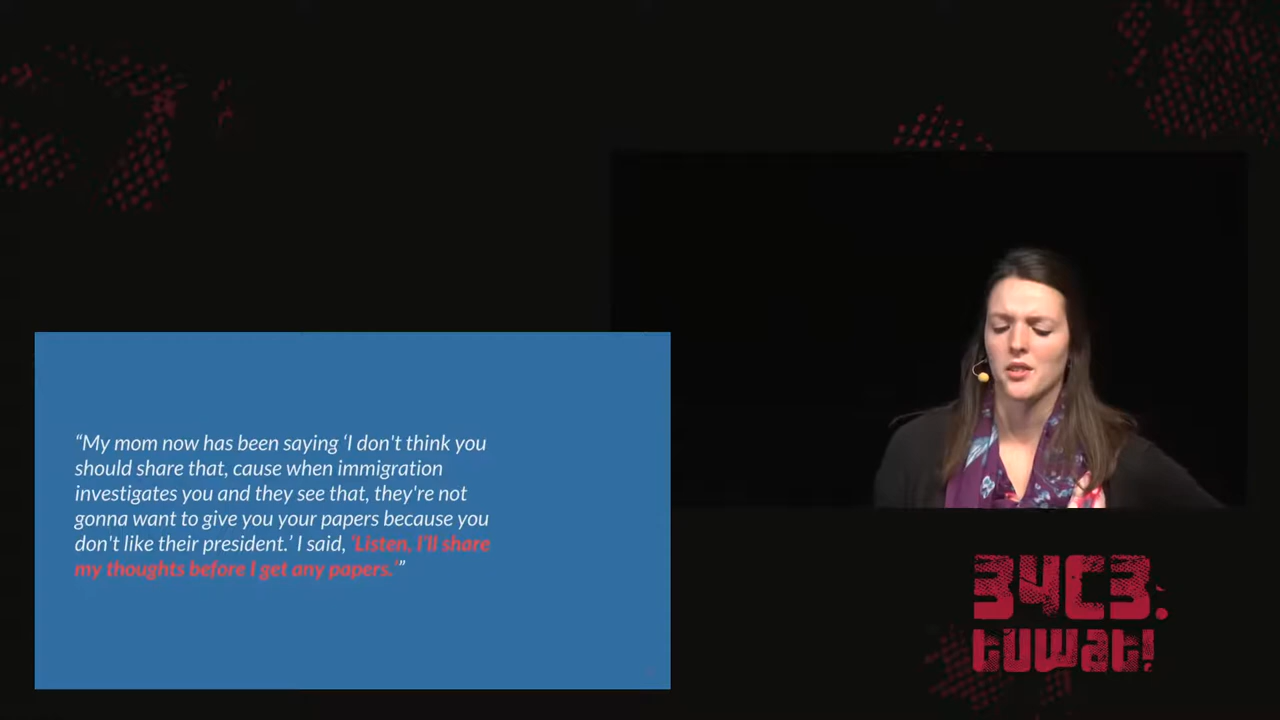 “My mom now has been saying ‘I don't think you
should share that, cause when immigration
investigates you and they see that, they're not
gonna want to give you your papers because you
don't like their president.’ I said, ‘Listen, I'll share
my thoughts before I get any papers.’”
34C3.
tuwat!